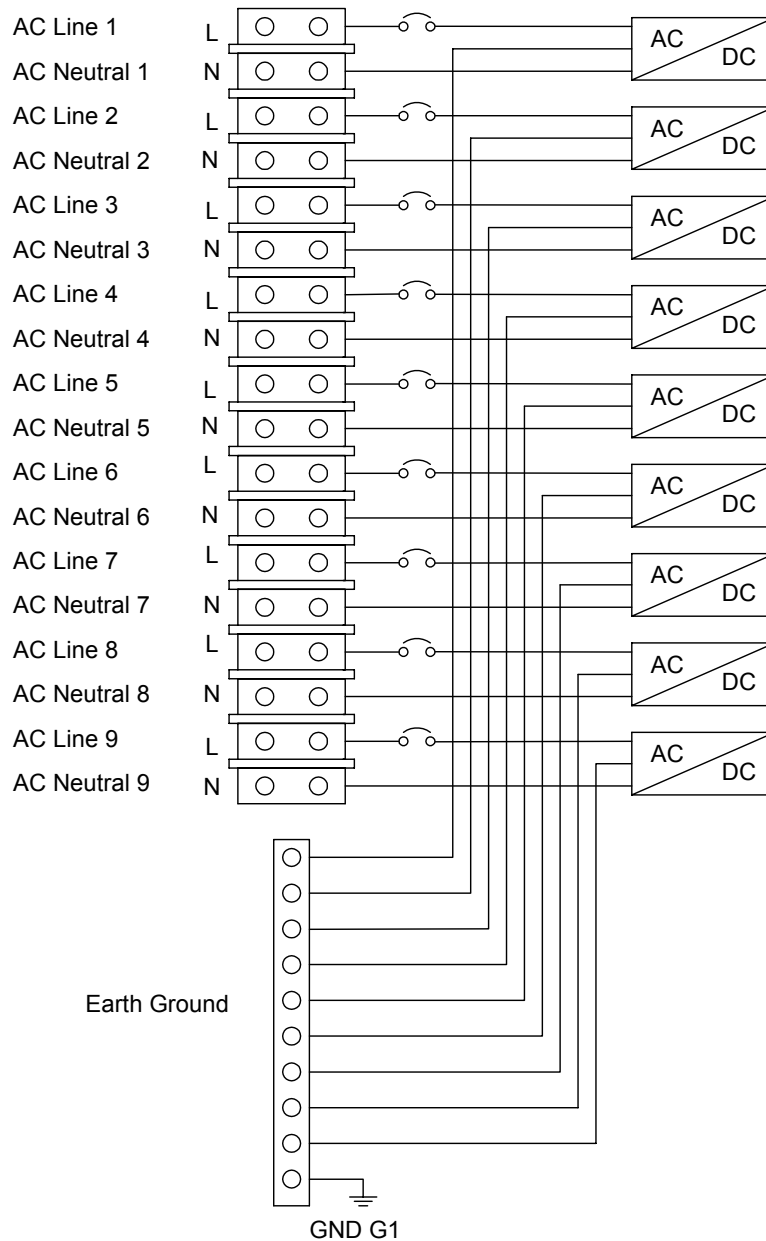 AC Line 1 L AC DC
AC Neutral 1 N
AC Line 2 L AC DC
AC Neutral 2 N
AC Line 3 L AC DC
AC Neutral 3 N
AC Line 4 L AC DC
AC Neutral 4 N
AC Line 5 L AC DC
AC Neutral 5 N
AC Line 6 L AC DC
AC Neutral 6 N
AC Line 7 L AC DC
AC Neutral 7 N
AC Line 8 L AC DC
AC Neutral 8 N
AC Line 9 L AC DC
AC Neutral 9 N
Earth Ground
GND G1